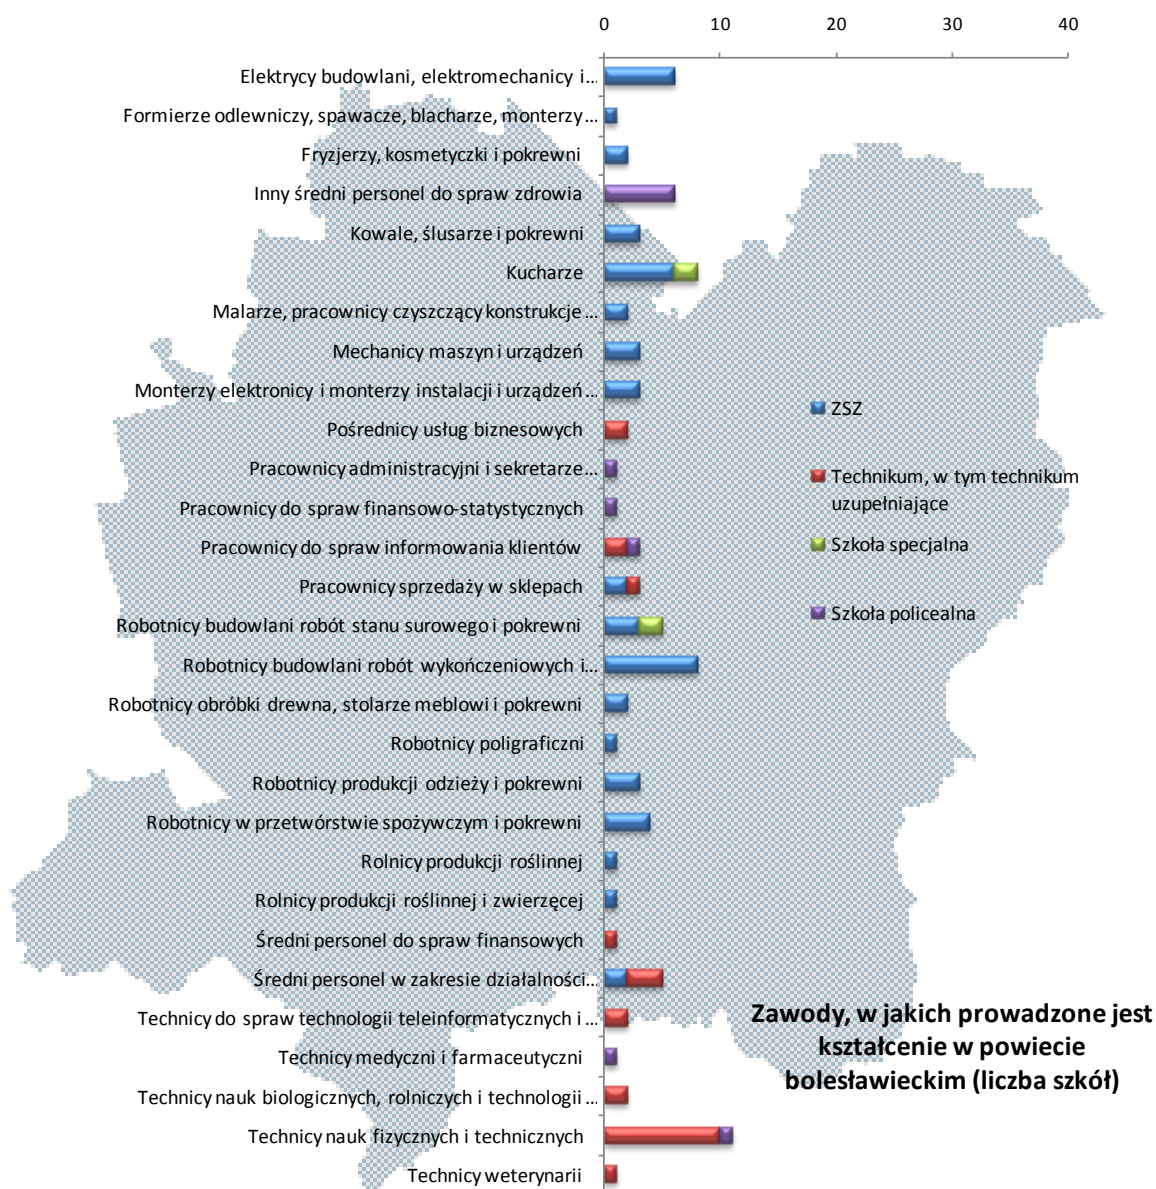 0 10 20 30 40
Elektrycy budowlani, elektromechanicy i...
Formierze odlewniczy, spawacze, blacharze, monterzy...
Fryzjerzy, kosmetyczki i pokrewni
Inny średni personel do spraw zdrowia
Kowale, ślusarze i pokrewni
Kucharze
Malarze, pracownicy czyszczący konstrukcje...
Mechanicy maszyn i urządzeń
Monterzy elektronicy i monterzy instalacji i urządzeń...
Pośrednicy usług biznesowych
Pracownicy administracyjni i sekretarze...
Pracownicy do spraw finansowo-statystycznych
Pracownicy do spraw informowania klientów
Pracownicy sprzedaży w sklepach
Robotnicy budowlani robót stanu surowego i pokrewni
Robotnicy budowlani robót wykończeniowych i...
Robotnicy obróbki drewna, stolarze meblowi i pokrewni
Robotnicy poligraficzni
Robotnicy produkcji odzieży i pokrewni
Robotnicy w przetwórstwie spożywczym i pokrewni
Rolnicy produkcji roślinnej
Rolnicy produkcji roślinnej i zwierzęcej
Średni personel do spraw finansowych
Średni personel w zakresie działalności...
Technicy do spraw technologii teleinformatycznych i...
Technicy medyczni i farmaceutyczni
Technicy nauk biologicznych, rolniczych i technologii...
Technicy nauk fizycznych i technicznych
Technicy weterynarii
ZSZ
Technikum, w tym technikum
uzupełniające
Szkoła specjalna
Szkoła policealna
Zawody, w jakich prowadzone jest
kształcenie w powiecie
bolesławieckim (liczba szkół)